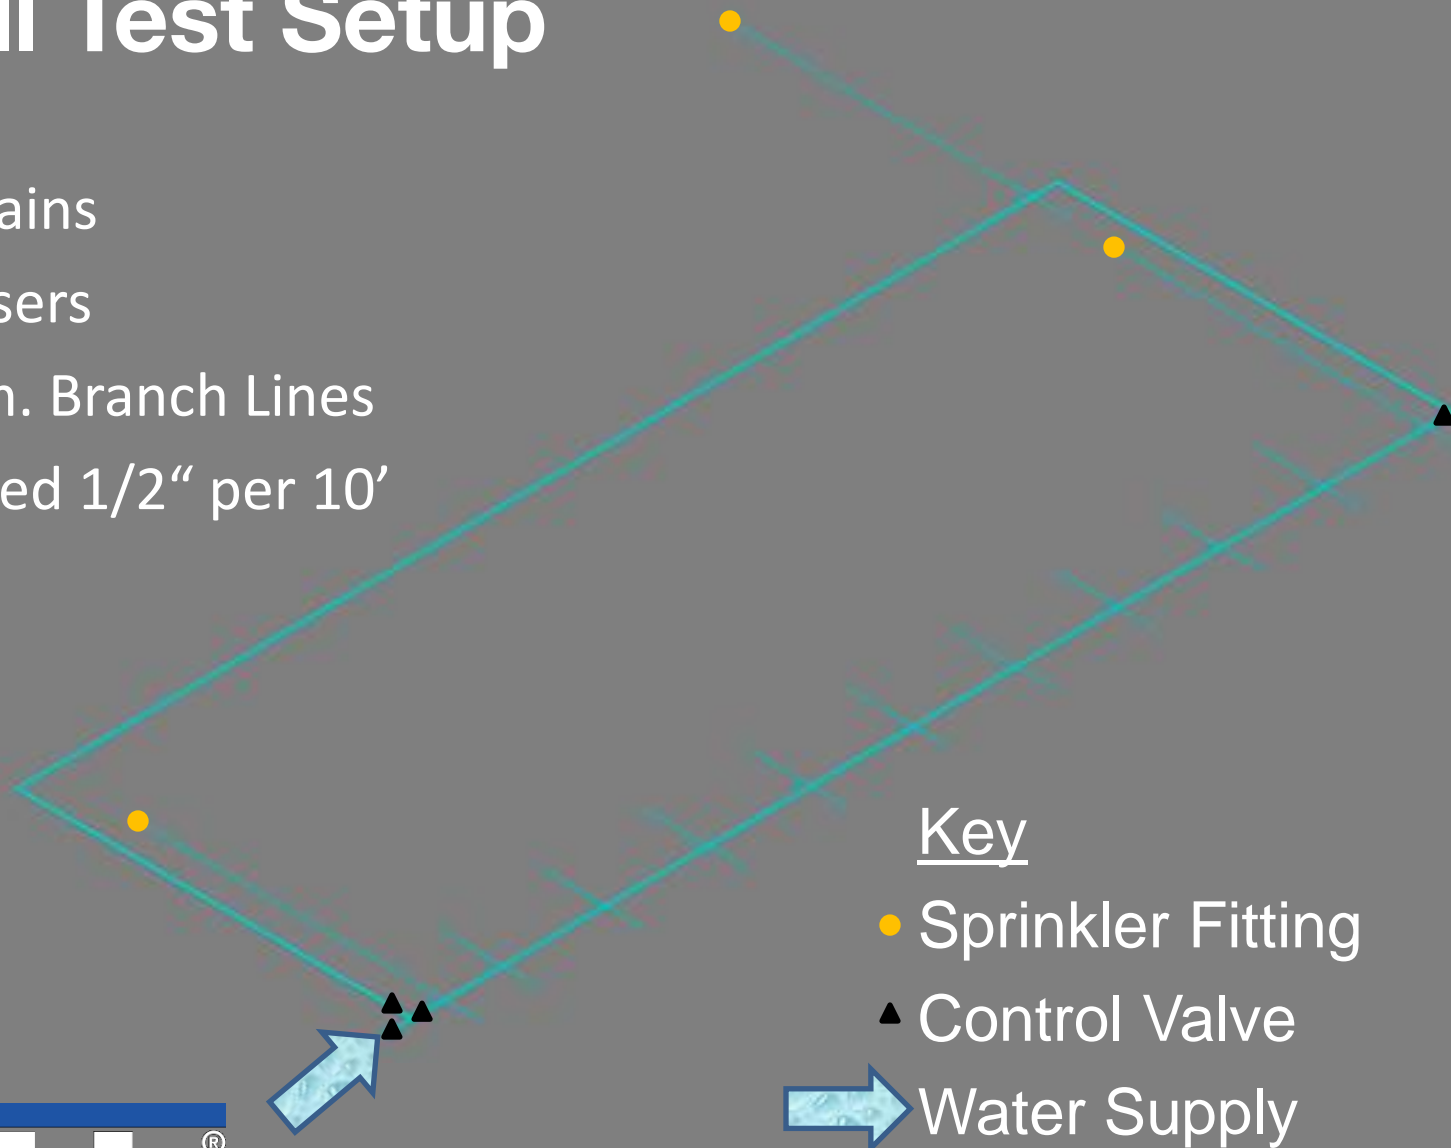 ll Test Setup
ains
sers
n. Branch Lines
ed 1/2“ per 10’
Key
Sprinkler Fitting
Control Valve
Water Supply
®